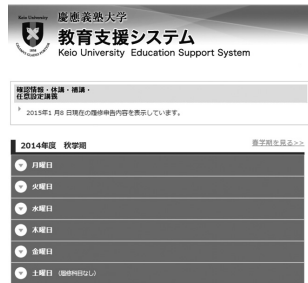 Keio University
慶應義塾大学
教育支援システム
Keio University Education Support System
確認情報・休講・補講・
任意設定講義
2015年1月8日現在の履修申告内容を表示しています。
2014年度 秋学期
春学期を見る>>
月曜日
火曜日
水曜日
木曜日
金曜日
土曜日 (履修科目なし)